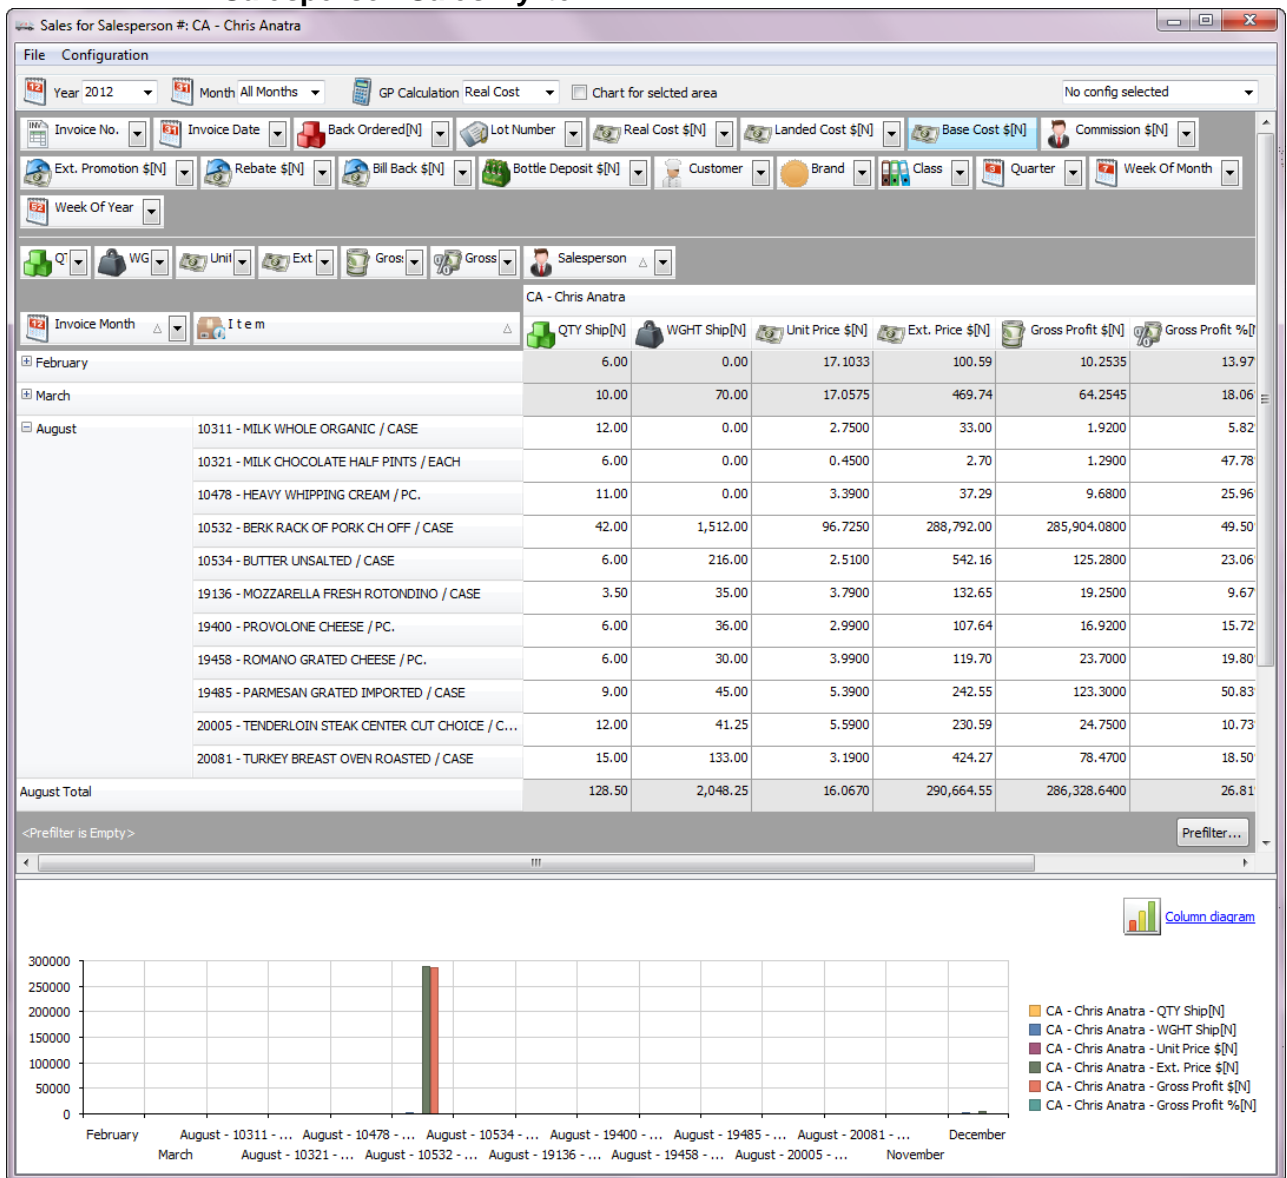 Sales for Salesperson #: CA - Chris Anatra
File Configuration
Year 2012 Month All Months GP Calculation Real Cost Chart for selcted area No config selected
Invoice No. Invoice Date Back Ordered[N] Lot Number Real Cost $[N] Landed Cost $[N] Base Cost $[N] Commission $[N]
Ext. Promotion $[N] Rebate $[N] Bill Back $[N] Bottle Deposit $[N] Customer Brand Class Quarter Week Of Month
Week Of Year
WG Unit Ext Gros Gross Salesperson
CA - Chris Anatra
Invoice Month Item QTY Ship[N] WGHT Ship[N] Unit Price $[N] Ext. Price $[N] Gross Profit $[N] Gross Profit %[N
February 6.00 0.00 17.1033 100.59 10.2535 13.97
March 10.00 70.00 17.0575 469.74 64.2545 18.06
August 10311 - MILK WHOLE ORGANIC / CASE 12.00 0.00 2.7500 33.00 1.9200 5.82
10321 - MILK CHOCOLATE HALF PINTS / EACH 6.00 0.00 0.4500 2.70 1.2900 47.78
10478 - HEAVY WHIPPING CREAM / PC. 11.00 0.00 3.3900 37.29 9.6800 25.96
10532 - BERK RACK OF PORK CH OFF / CASE 42.00 1,512.00 96.7250 288,792.00 285,904.0800 49.50
10534 - BUTTER UNSALTED / CASE 6.00 216.00 2.5100 542.16 125.2800 23.06
19136 - MOZZARELLA FRESH ROTONDINO / CASE 3.50 35.00 3.7900 132.65 19.2500 9.67
19400 - PROVOLONE CHEESE / PC. 6.00 36.00 2.9900 107.64 16.9200 15.72
19458 - ROMANO GRATED CHEESE / PC. 6.00 30.00 3.9900 119.70 23.7000 19.80
19485 - PARMESAN GRATED IMPORTED / CASE 9.00 45.00 5.3900 242.55 123.3000 50.83
20005 - TENDERLOIN STEAK CENTER CUT CHOICE / C... 12.00 41.25 5.5900 230.59 24.7500 10.73
20081 - TURKEY BREAST OVEN ROASTED / CASE 15.00 133.00 3.1900 424.27 78.4700 18.50
August Total 128.50 2,048.25 16.0670 290,664.55 286,328.6400 26.81
<Prefilter is Empty> Prefilter...
Column diagram
300000
250000
200000
150000
100000
50000
0
CA - Chris Anatra - QTY Ship[N]
CA - Chris Anatra - WGHT Ship[N]
CA - Chris Anatra - Unit Price $[N]
CA - Chris Anatra - Ext. Price $[N]
CA - Chris Anatra - Gross Profit $[N]
CA - Chris Anatra - Gross Profit %[N]
February August - 10311 - ... August - 10478 - ... August - 10534 - ... August - 19400 - ... August - 19485 - ... August - 20081 - ... December
March August - 10321 - ... August - 10532 - ... August - 19136 - ... August - 19458 - ... August - 20005 - ... November